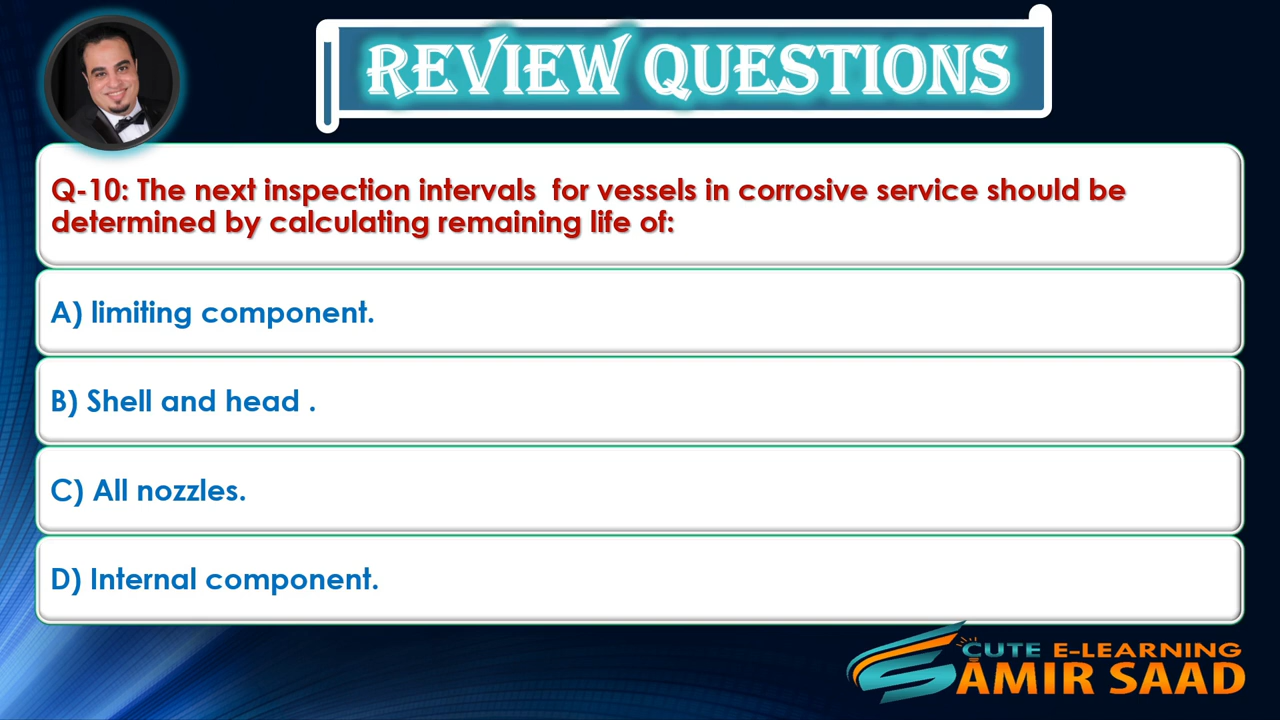 REVIEW QUESTIONS
Q-10: The next inspection intervals  for vessels in corrosive service should be
determined by calculating remaining life of:
A) limiting component.
B) Shell and head .
C) All nozzles.
D) Internal component.
CUTE E-LEARNING
AMIR SAAD